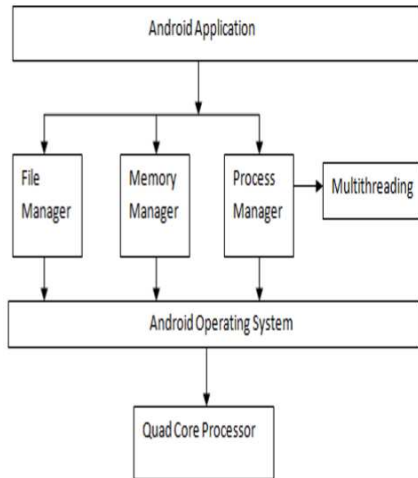 Android Application
File
Manager
Memory
Manager
Process
Manager
Multithreading
Android Operating System
Quad Core Processor